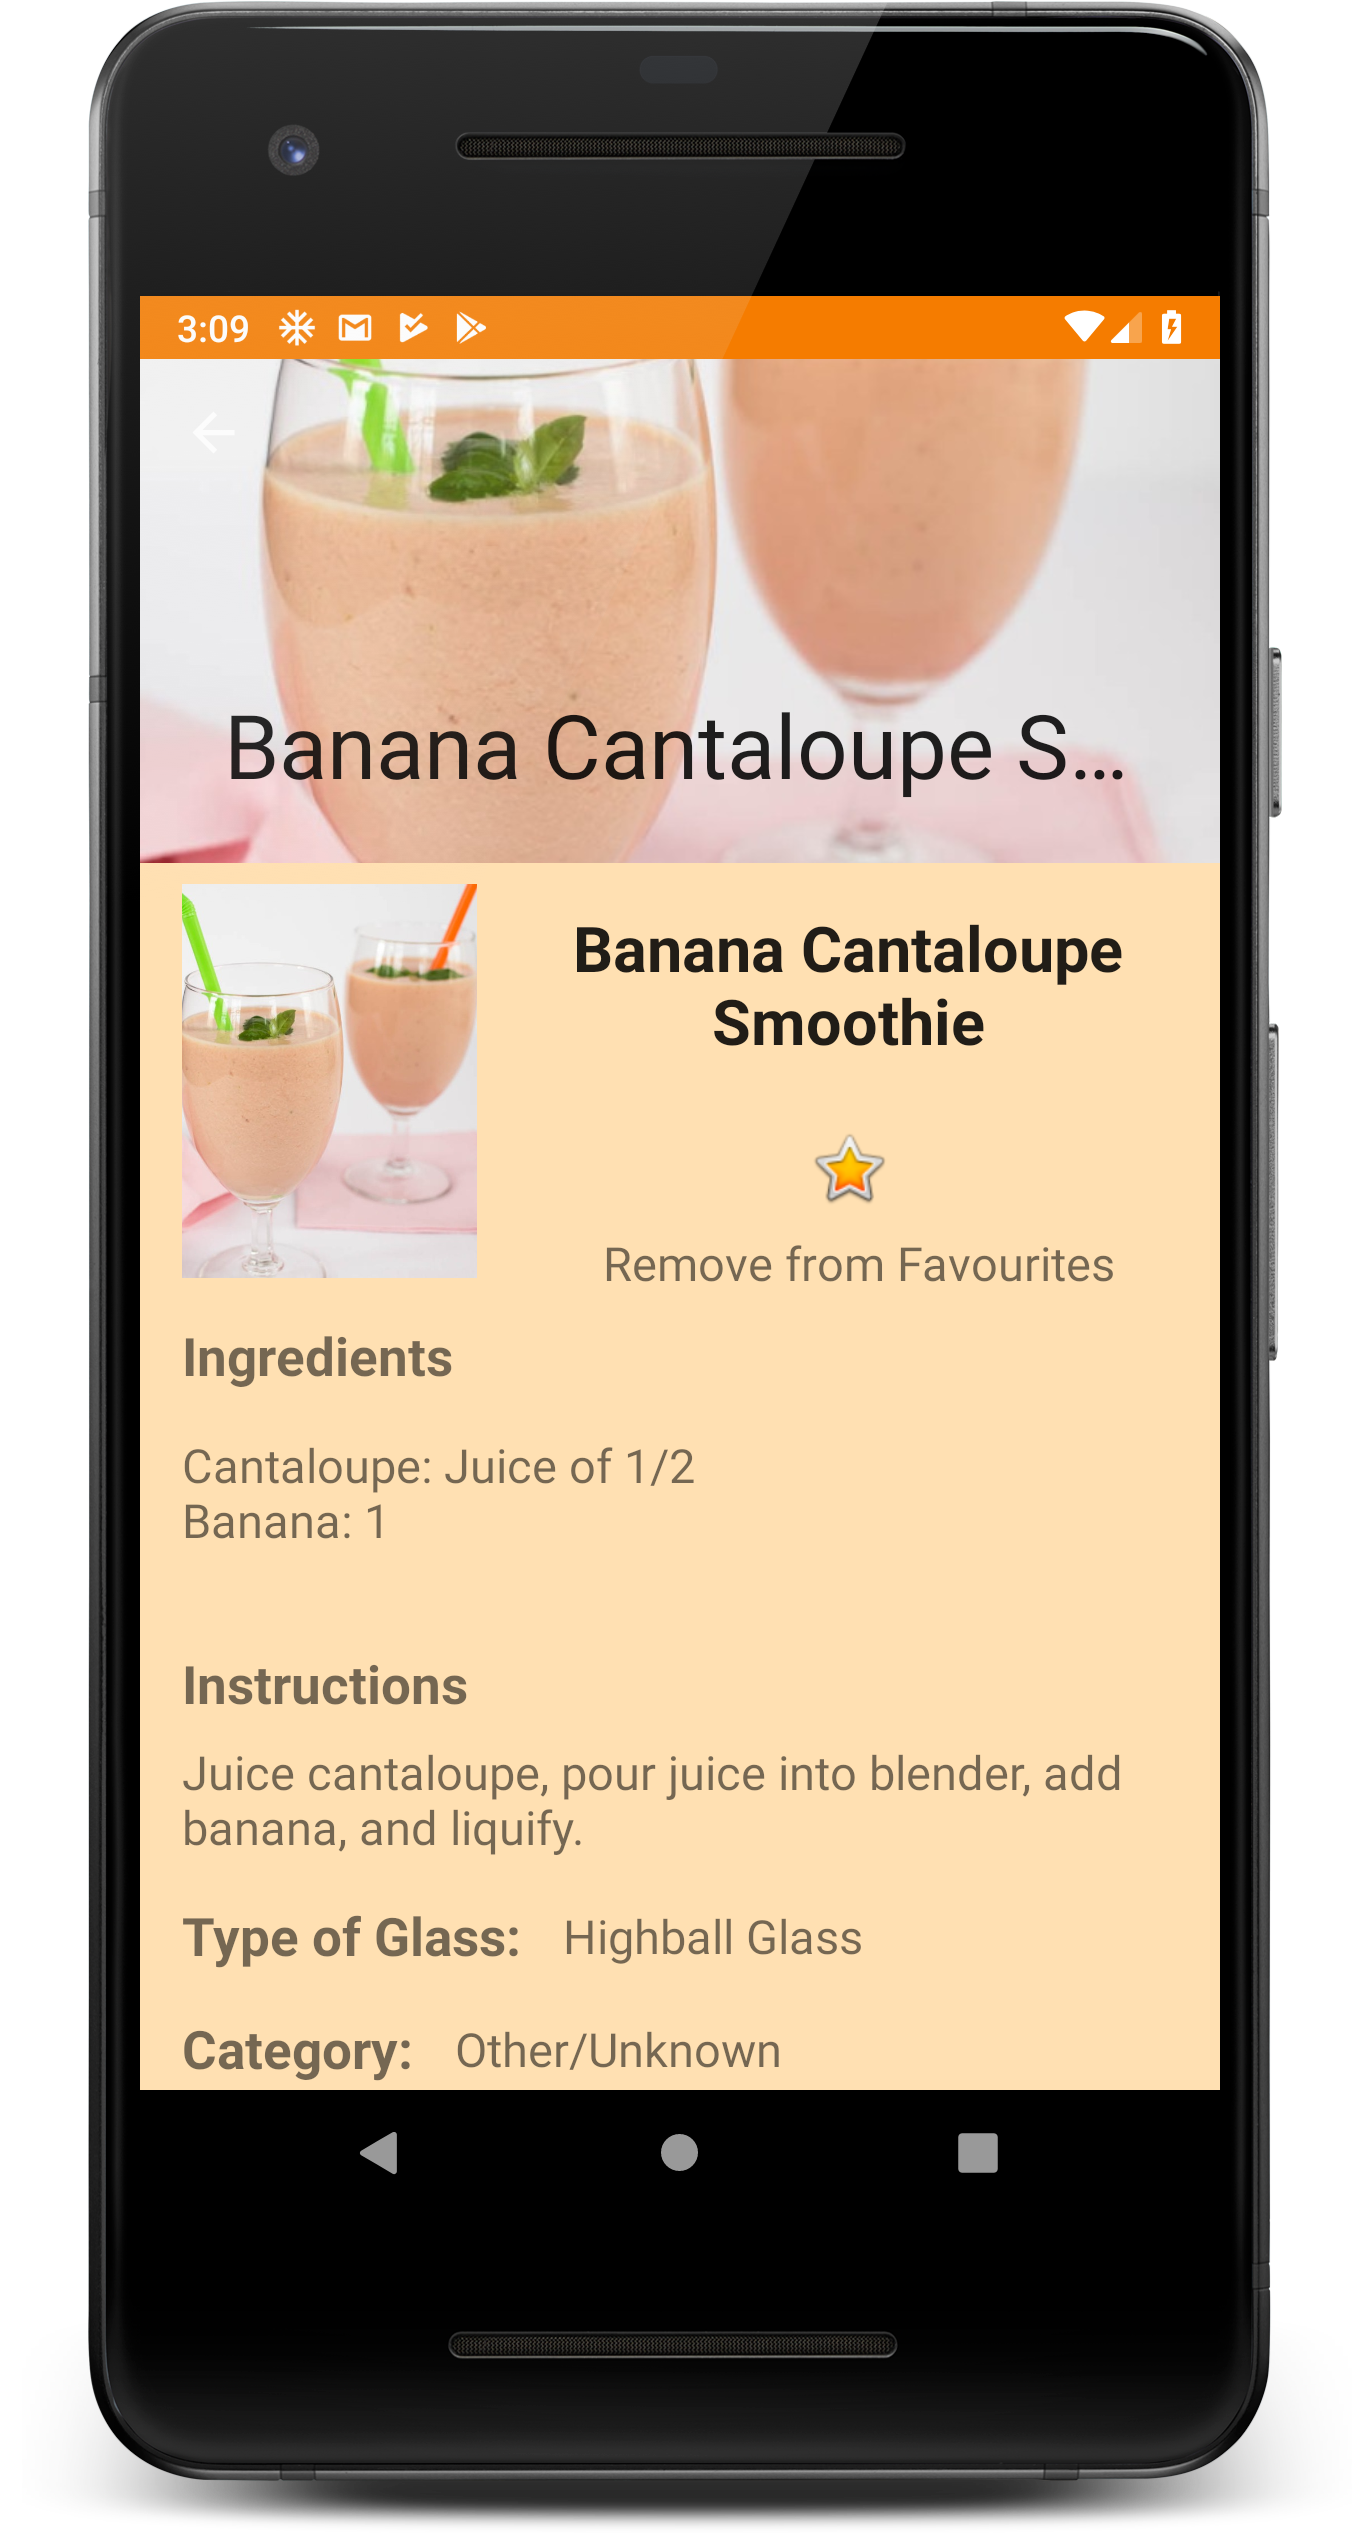 3:09
Banana Cantaloupe S...
Banana Cantaloupe
Smoothie
Remove from Favourites
Ingredients
Cantaloupe: Juice of 1/2
Banana: 1
Instructions
Juice cantaloupe, pour juice into blender, add
banana, and liquify.
Type of Glass: Highball Glass
Category: Other/Unknown